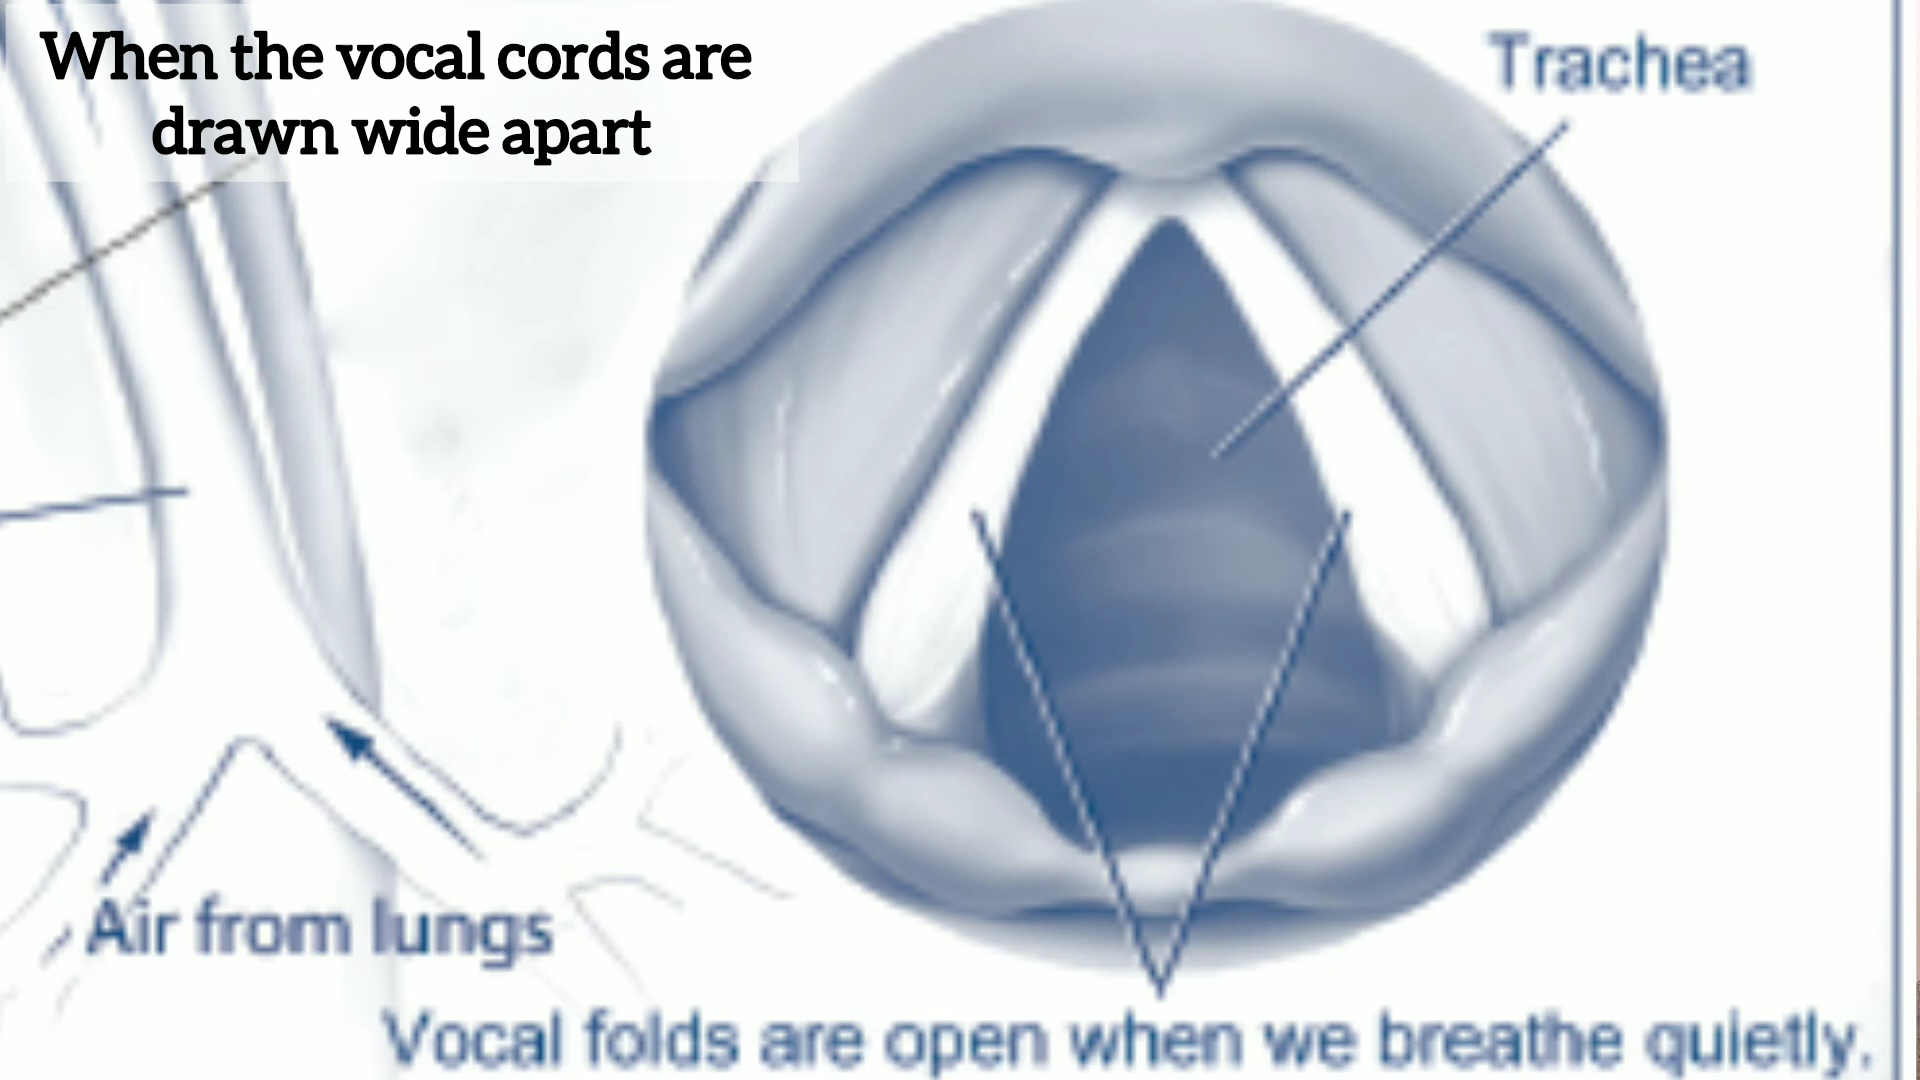 When the vocal cords are
drawn wide apart
Trachea
Air from lungs
Vocal folds are open when we breathe quietly.